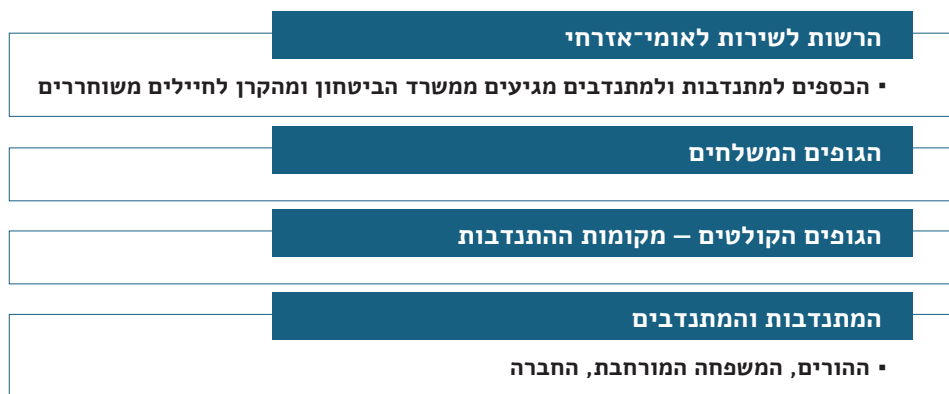 הרשות לשירות לאומי־אזרחי
▪ הכספים למתנדבות ולמתנדבים מגיעים ממשרד הביטחון ומהקרן לחיילים משוחררים
הגופים המשלחים
הגופים הקולטים – מקומות ההתנדבות
המתנדבות והמתנדבים
▪ ההורים, המשפחה המורחבת, החברה